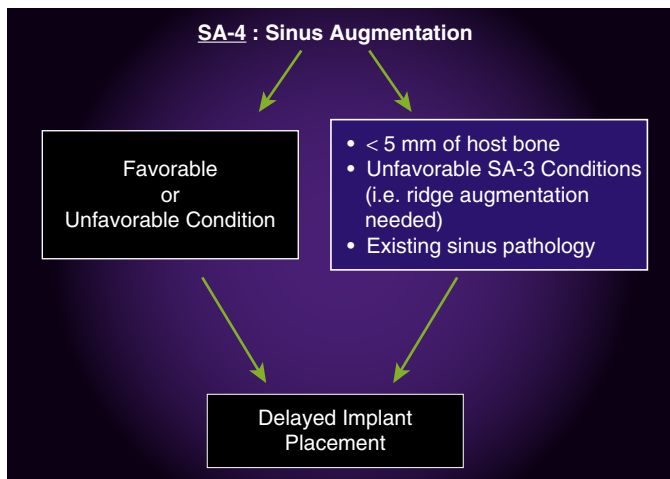 SA-4 : Sinus Augmentation
Favorable
or
Unfavorable Condition
• < 5 mm of host bone
• Unfavorable SA-3 Conditions
(i.e. ridge augmentation
needed)
• Existing sinus pathology
Delayed Implant
Placement